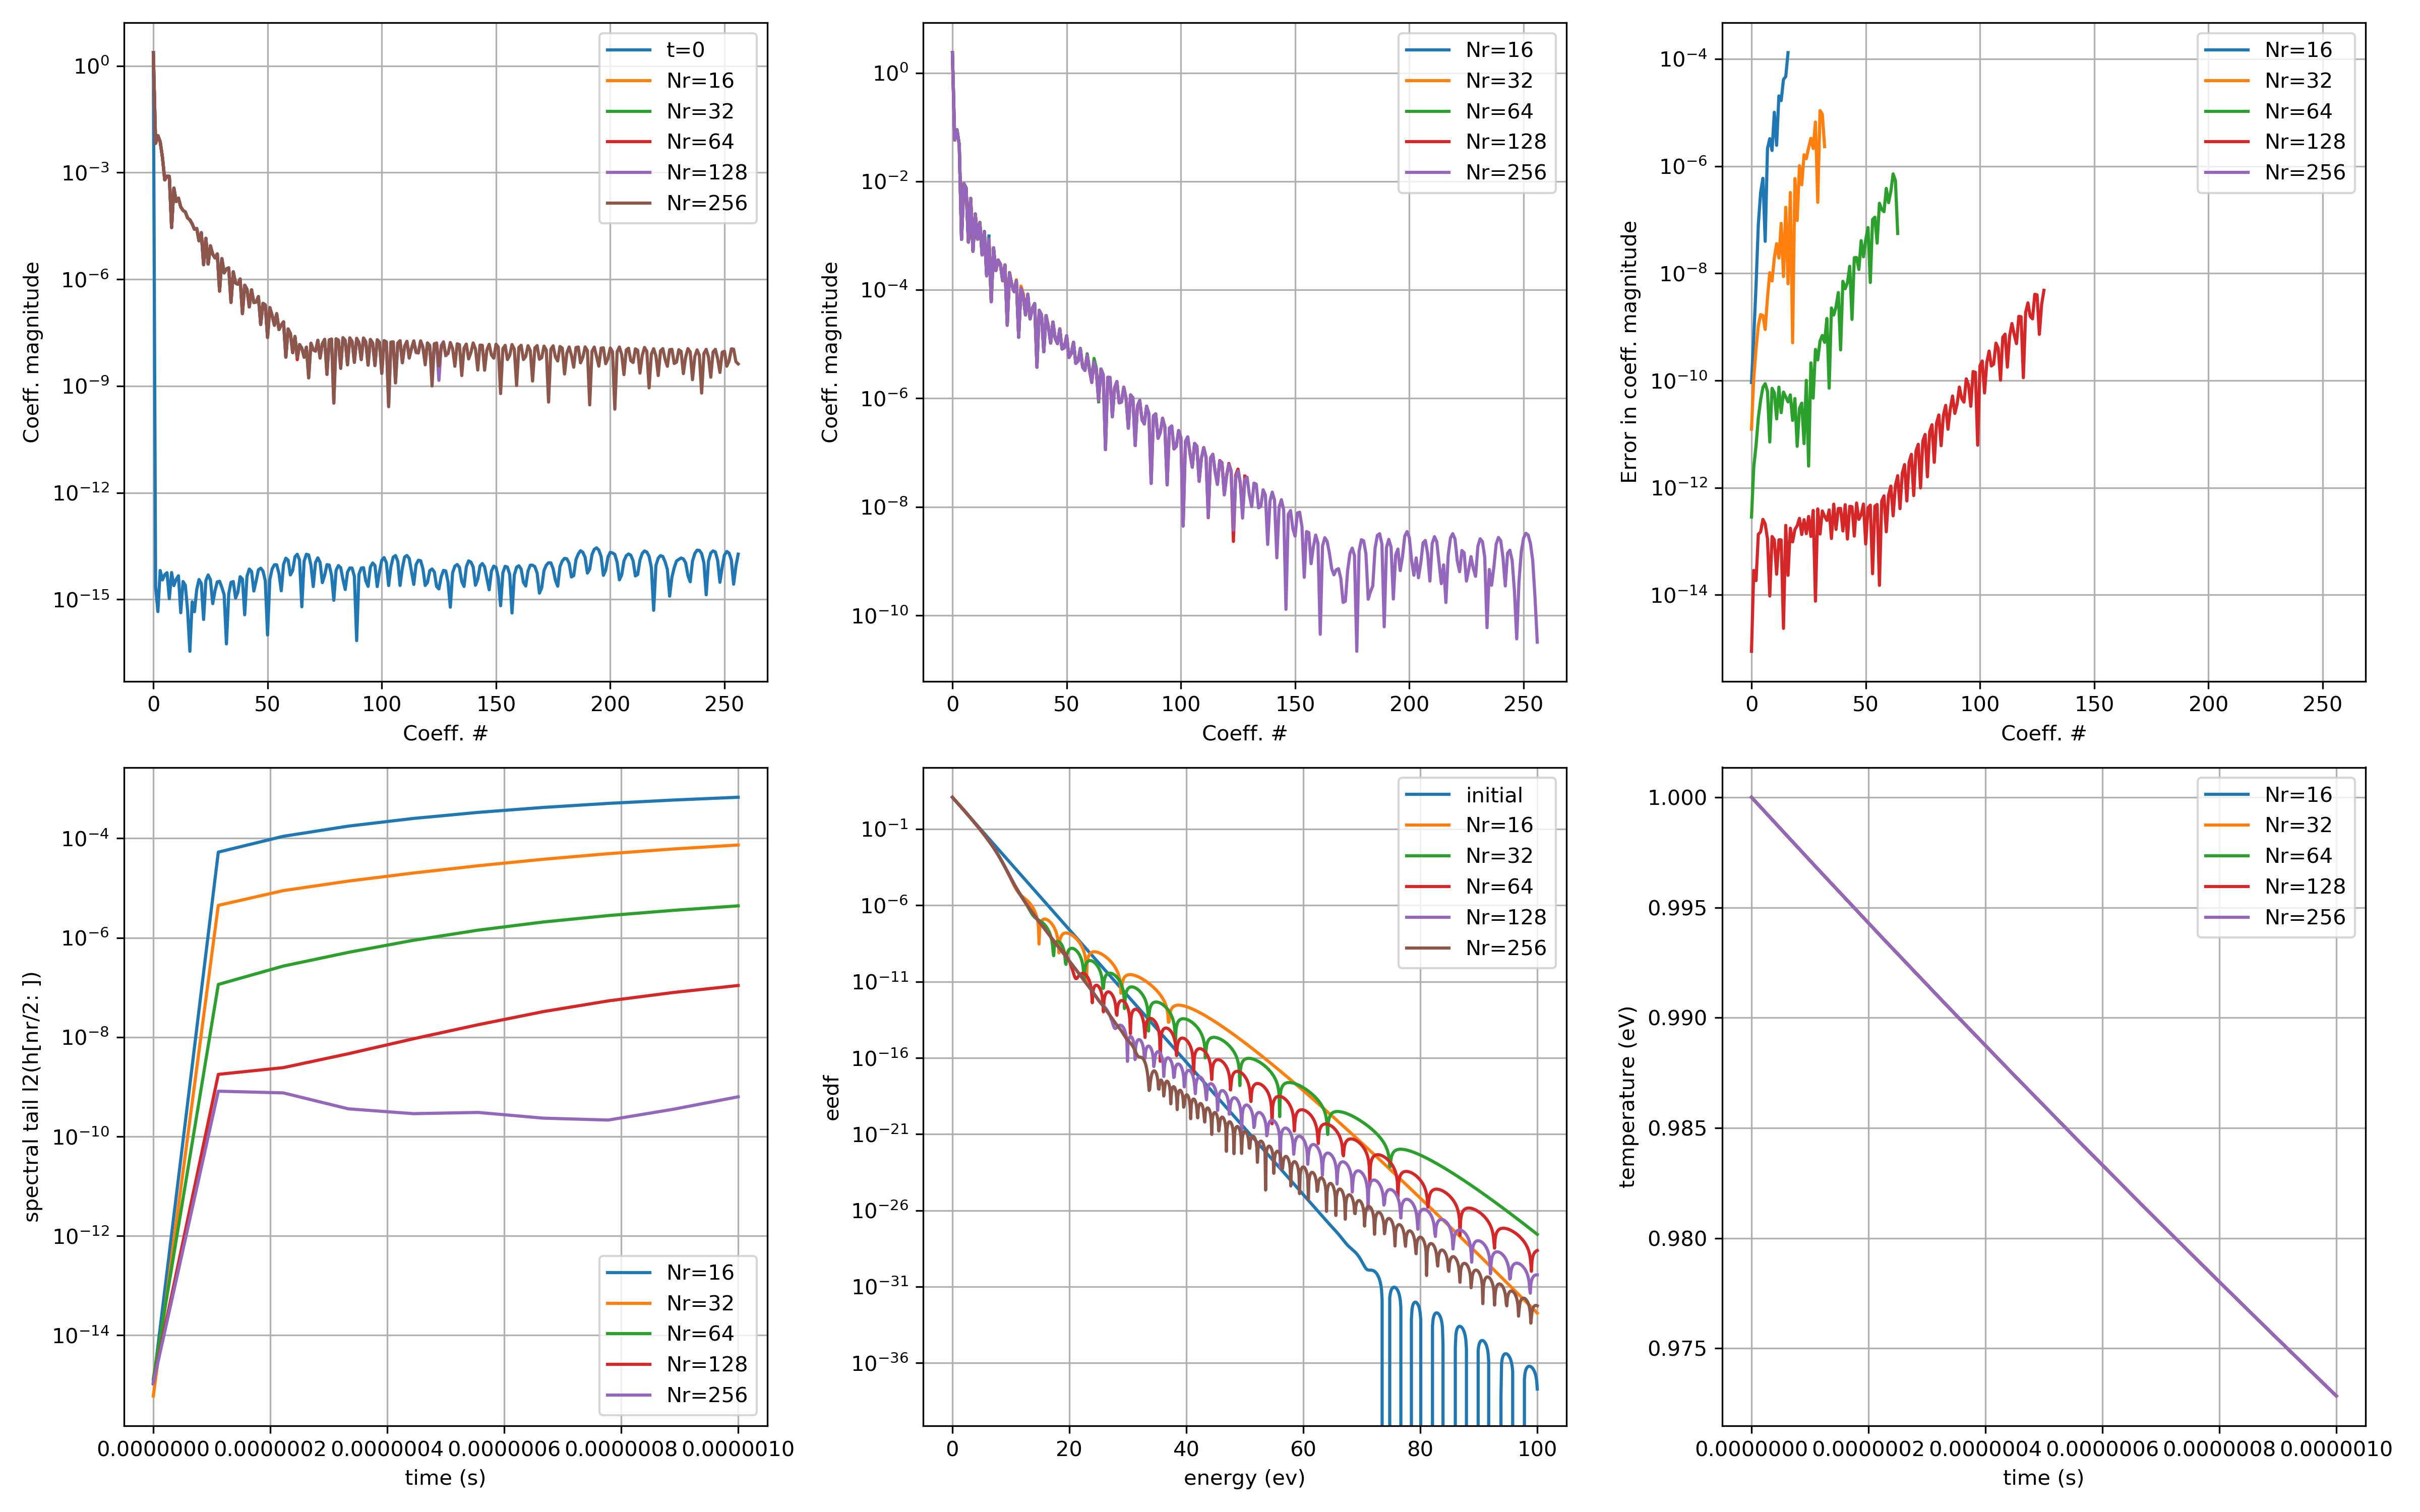 Coeff. magnitude
10^0
10^-3
10^-6
10^-9
10^-12
10^-15
0 50 100 150 200 250
Coeff. #
t=0
Nr=16
Nr=32
Nr=64
Nr=128
Nr=256
Coeff. magnitude
10^0
10^-2
10^-4
10^-6
10^-8
10^-10
0 50 100 150 200 250
Coeff. #
Nr=16
Nr=32
Nr=64
Nr=128
Nr=256
Error in coeff. magnitude
10^-4
10^-6
10^-8
10^-10
10^-12
10^-14
0 50 100 150 200 250
Coeff. #
Nr=16
Nr=32
Nr=64
Nr=128
Nr=256
spectral tail l2(h[nr/2: ])
10^-4
10^-6
10^-8
10^-10
10^-12
10^-14
0.0000000 0.0000002 0.0000004 0.0000006 0.0000008 0.0000010
time (s)
Nr=16
Nr=32
Nr=64
Nr=128
Nr=256
eedf
10^-1
10^-6
10^-11
10^-16
10^-21
10^-26
10^-31
10^-36
0 20 40 60 80 100
energy (ev)
initial
Nr=16
Nr=32
Nr=64
Nr=128
Nr=256
temperature (eV)
1.000
0.995
0.990
0.985
0.980
0.975
0.0000000 0.0000002 0.0000004 0.0000006 0.0000008 0.0000010
time (s)
Nr=16
Nr=32
Nr=64
Nr=128
Nr=256